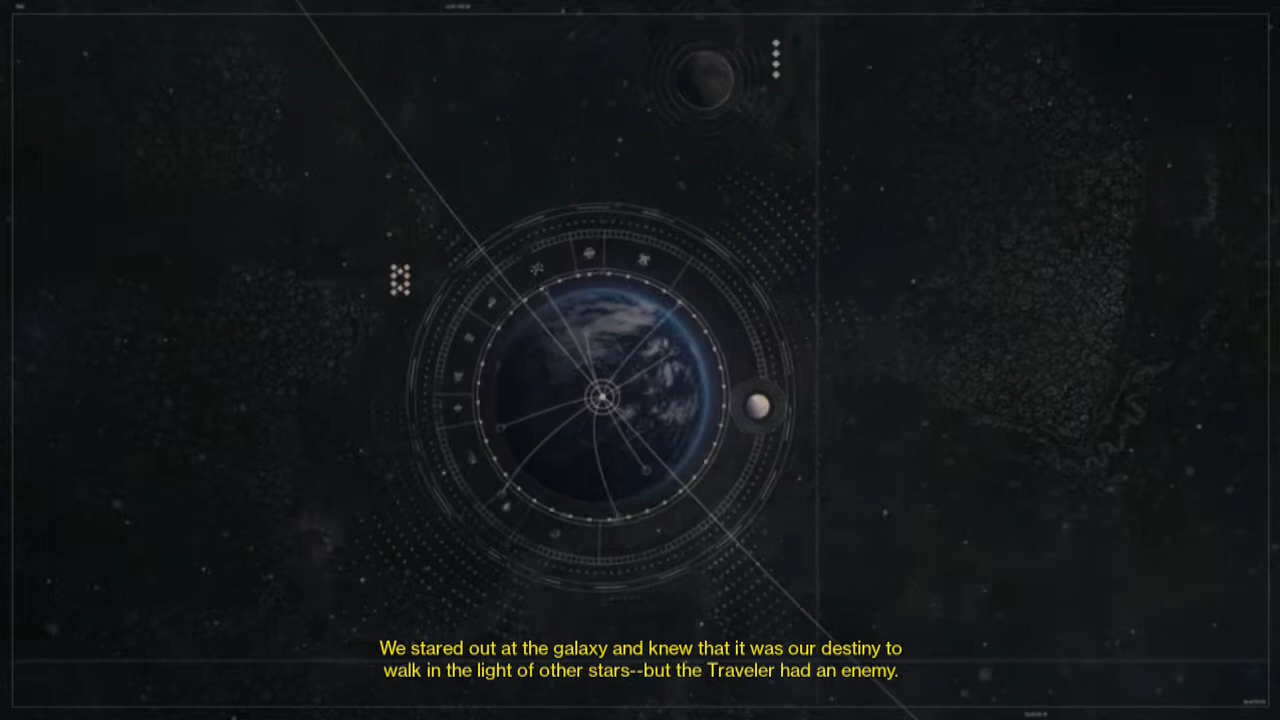 We stared out at the galaxy and knew that it was our destiny to
walk in the light of other stars--but the Traveler had an enemy.